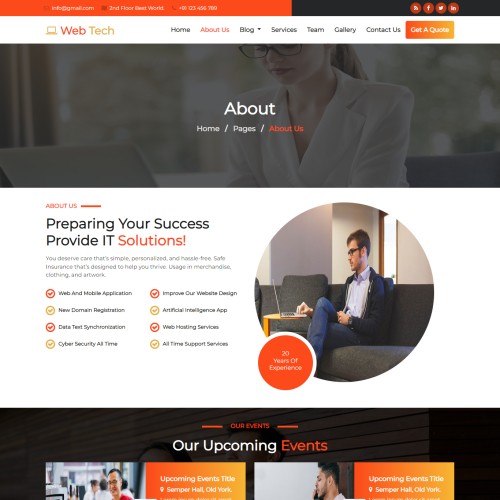 info@gmail.com 2nd Floor Best World. +91 123 456 789
Web Tech Home About Us Blog Services Team Gallery Contact Us Get A Quote
About
Home / Pages / About Us
ABOUT US
Preparing Your Success
Provide IT Solutions!
You deserve care that's simple, personalized, and hassle-free. Safe
Insurance that's designed to help you thrive. Usage in merchandise,
clothing, and artwork.
Web And Mobile Application Improve Our Website Design
New Domain Registration Artificial Intelligence App
Data Text Synchronization Web Hosting Services
Cyber Security All Time All Time Support Services
20
Years Of
Experience
OUR EVENTS
Our Upcoming Events
Upcoming Events Title Upcoming Events Title
Semper Hall, Old York. Semper Hall, Old York.